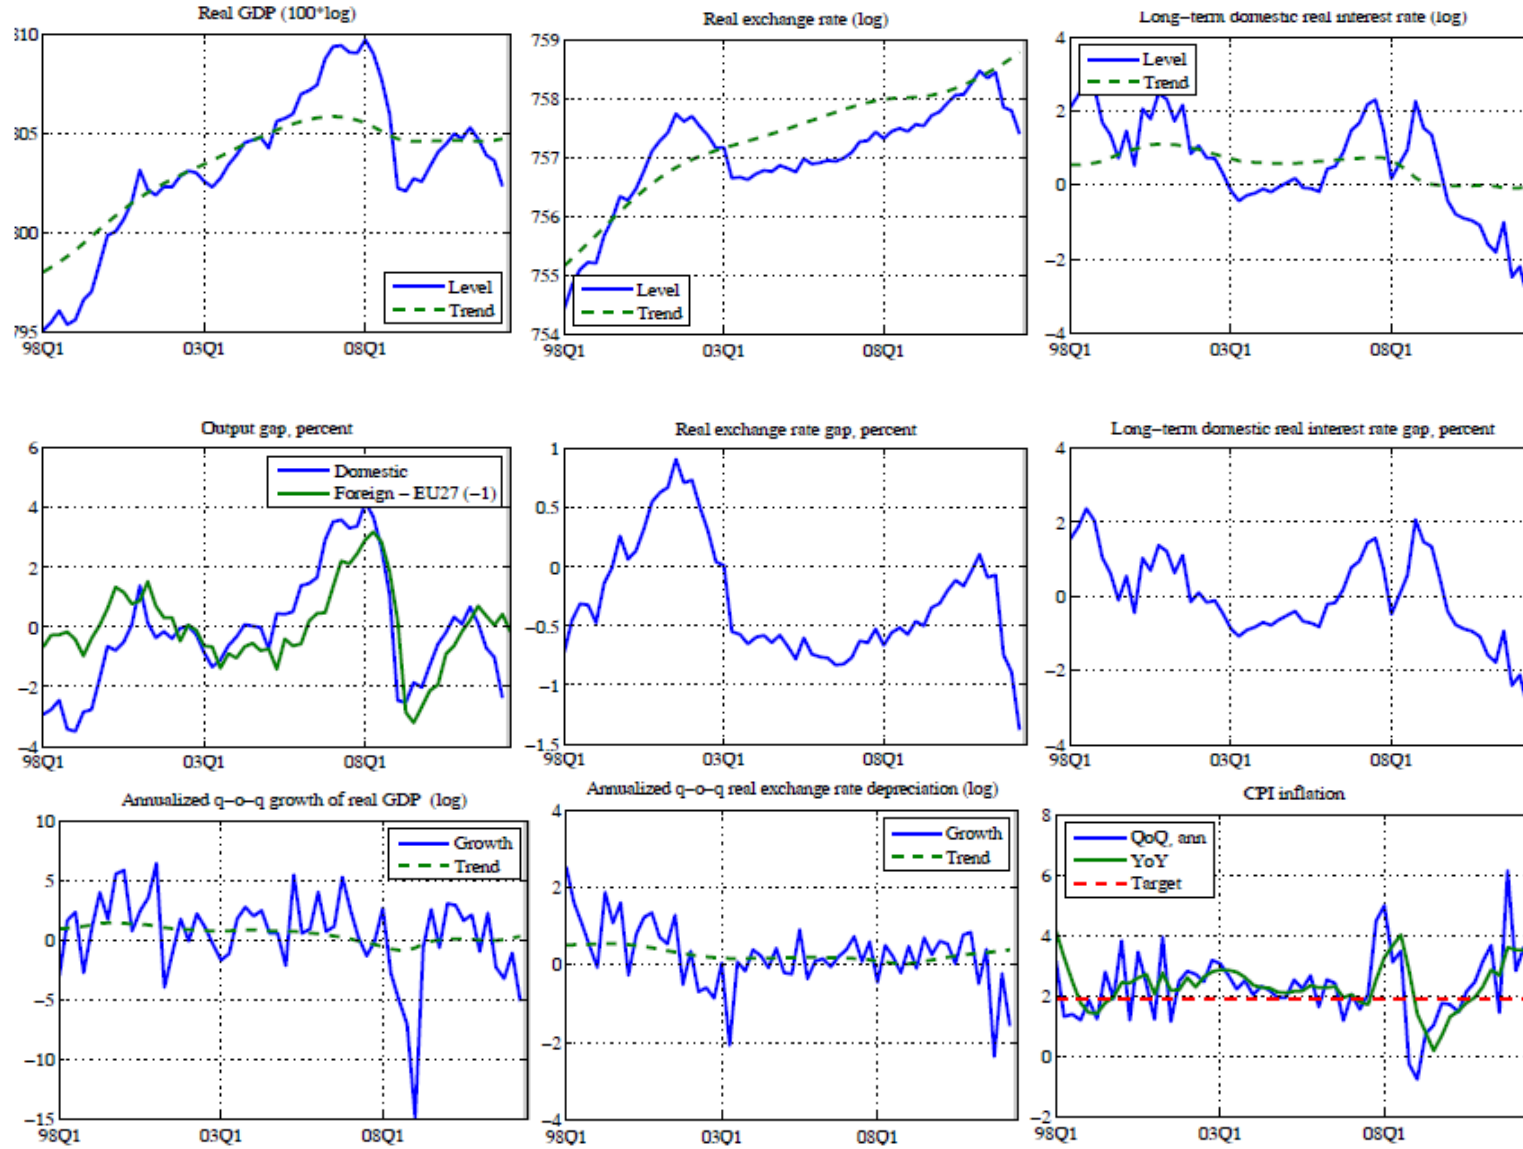 Real GDP (100*log)
810
805
800
795
98Q1 03Q1 08Q1
Level
Trend
Real exchange rate (log)
759
758
757
756
755
754
98Q1 03Q1 08Q1
Level
Trend
Long-term domestic real interest rate (log)
4
2
0
-2
-4
98Q1 03Q1 08Q1
Level
Trend
Output gap, percent
6
4
2
0
-2
-4
98Q1 03Q1 08Q1
Domestic
Foreign - EU27 (-1)
Real exchange rate gap, percent
1
0.5
0
-0.5
-1
-1.5
98Q1 03Q1 08Q1
Long-term domestic real interest rate gap, percent
4
2
0
-2
-4
98Q1 03Q1 08Q1
Annualized q-o-q growth of real GDP (log)
10
5
0
-5
-10
-15
98Q1 03Q1 08Q1
Growth
Trend
Annualized q-o-q real exchange rate depreciation (log)
4
2
0
-2
-4
98Q1 03Q1 08Q1
Growth
Trend
CPI inflation
8
6
4
2
0
-2
98Q1 03Q1 08Q1
QoQ, ann
YoY
Target